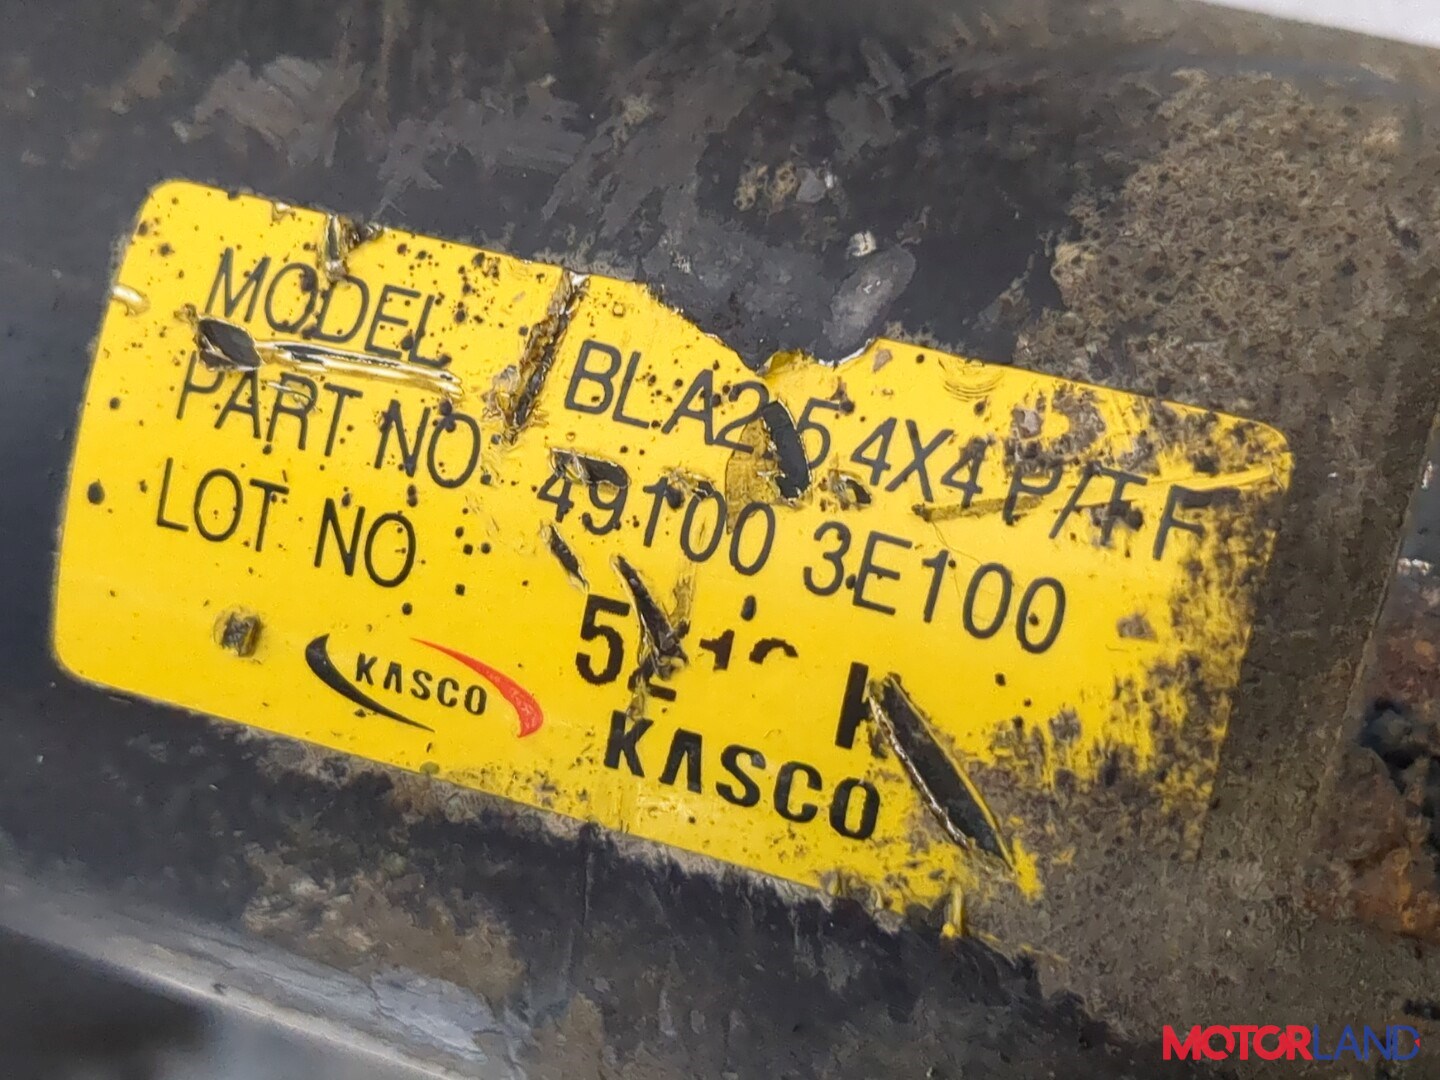 MODEL : BLA2.5 4X4 P/T F
PART NO: 49100 3E100
LOT NO :
KASCO
KASCO
MOTORLAND